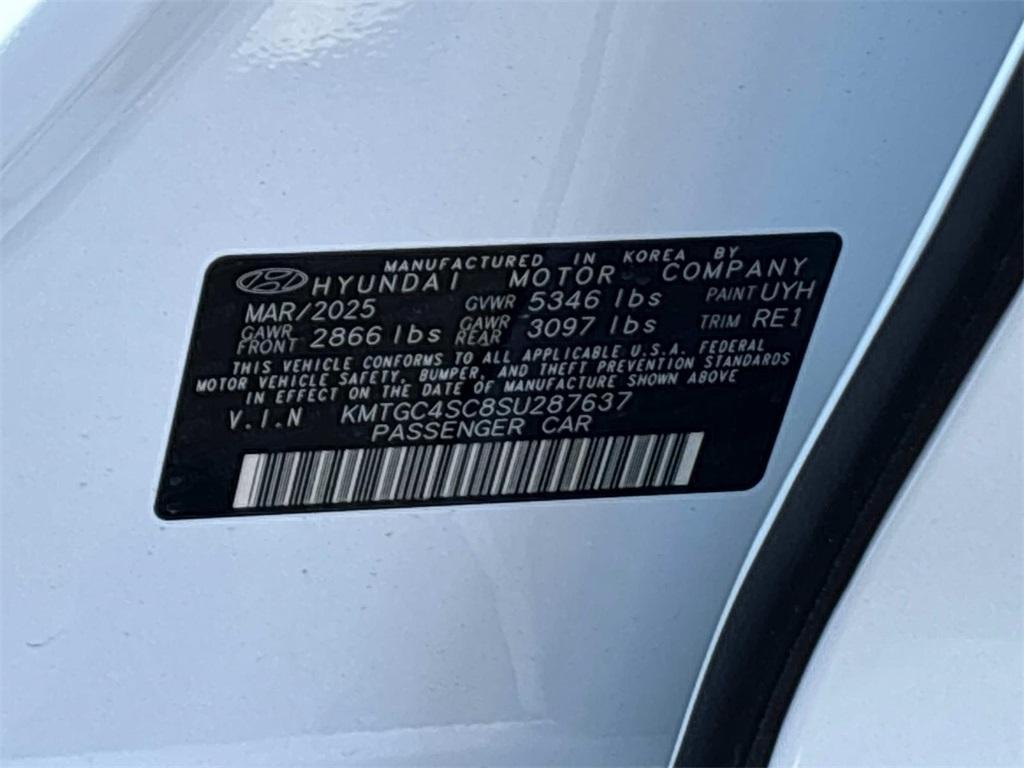 MANUFACTURED IN KOREA BY
HYUNDAI MOTOR COMPANY
MAR/2025 GVWR 5346 lbs PAINT UYH
GAWR FRONT 2866 lbs GAWR REAR 3097 lbs TRIM RE1
THIS VEHICLE CONFORMS TO ALL APPLICABLE U.S.A. FEDERAL
MOTOR VEHICLE SAFETY, BUMPER, AND THEFT PREVENTION STANDARDS
IN EFFECT ON THE DATE OF MANUFACTURE SHOWN ABOVE
V.I.N KMTGC4SC8SU287637
PASSENGER CAR